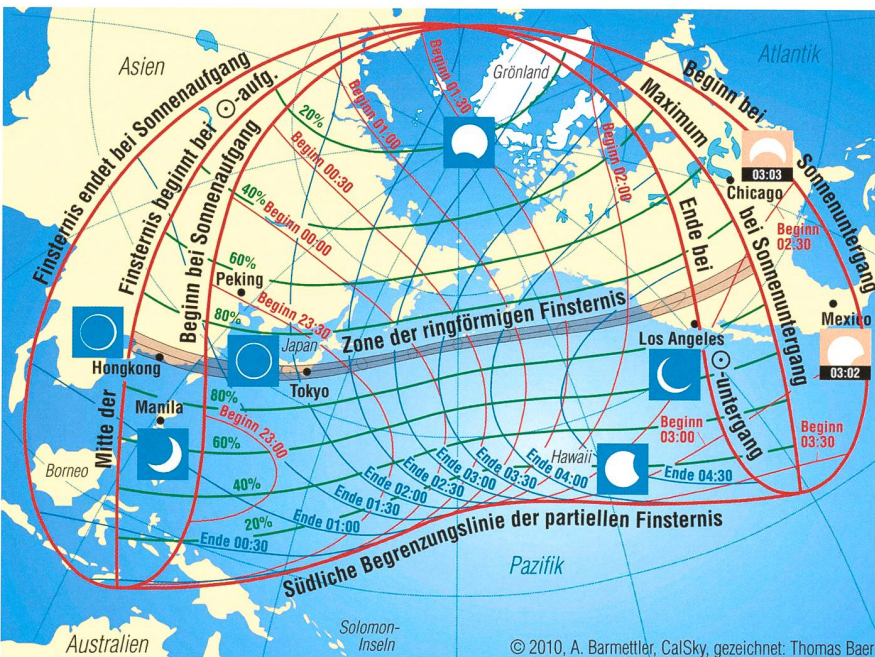 Asien
Grönland
Atlantik
Finsternis endet bei Sonnenaufgang
Finsternis beginnt bei ⊙-aufg.
Beginn bei Sonnenaufgang
Mitte der
Beginn 01:30
Beginn 01:00
Beginn 00:30
Beginn 00:00
Beginn 23:30
Beginn 23:00
Beginn 02:00
Beginn
02:30
Beginn
03:00
Beginn
03:30
20%
40%
60%
80%
80%
60%
40%
20%
Maximum bei Sonnenuntergang
Beginn bei Sonnenuntergang
Ende bei ⊙-untergang
03:03
Chicago
Peking
Japan
Zone der ringförmigen Finsternis
Hongkong
Tokyo
Manila
Borneo
Los Angeles
Mexico
03:02
Hawaii
Ende 00:30
Ende 01:00
Ende 01:30
Ende 02:00
Ende 02:30
Ende 03:00
Ende 03:30
Ende 04:00
Ende 04:30
Südliche Begrenzungslinie der partiellen Finsternis
Pazifik
Australien
Solomon-
Inseln
© 2010, A. Barmettler, CalSky, gezeichnet: Thomas Baer